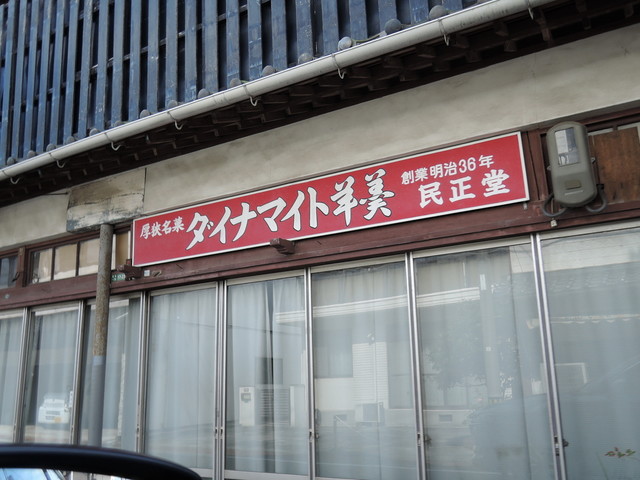 厚狭名菓
ダイナマイト羊羹
創業明治36年
民正堂